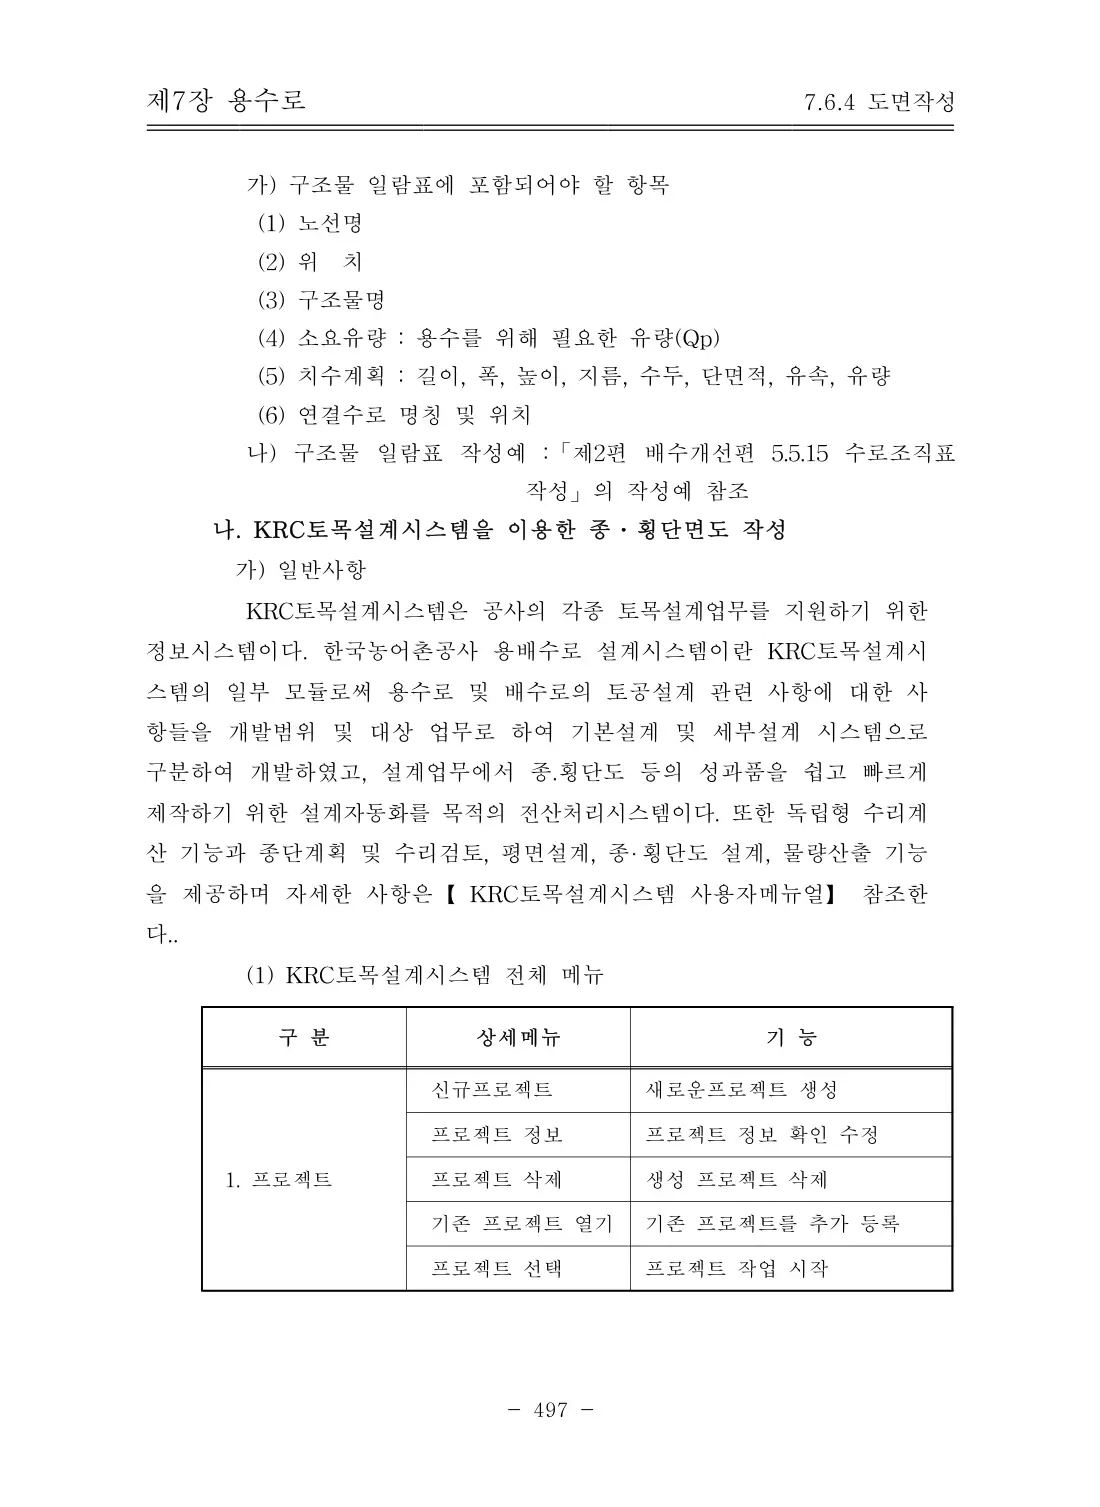 제7장 용수로
7.6.4 도면작성
가) 구조물 일람표에 포함되어야 할 항목
(1) 노선명
(2) 위 치
(3) 구조물명
(4) 소요유량 : 용수를 위해 필요한 유량(Qp)
(5) 치수계획 : 길이, 폭, 높이, 지름, 수두, 단면적, 유속, 유량
(6) 연결수로 명칭 및 위치
나) 구조물 일람표 작성예 :「제2편 배수개선편 5.5.15 수로조직표
작성」의 작성예 참조
나. KRC토목설계시스템을 이용한 종·횡단면도 작성
가) 일반사항
KRC토목설계시스템은 공사의 각종 토목설계업무를 지원하기 위한
정보시스템이다. 한국농어촌공사 용배수로 설계시스템이란 KRC토목설계시
스템의 일부 모듈로써 용수로 및 배수로의 토공설계 관련 사항에 대한 사
항들을 개발범위 및 대상 업무로 하여 기본설계 및 세부설계 시스템으로
구분하여 개발하였고, 설계업무에서 종.횡단도 등의 성과품을 쉽고 빠르게
제작하기 위한 설계자동화를 목적의 전산처리시스템이다. 또한 독립형 수리계
산 기능과 종단계획 및 수리검토, 평면설계, 종·횡단도 설계, 물량산출 기능
을 제공하며 자세한 사항은【 KRC토목설계시스템 사용자메뉴얼】 참조한
다..
(1) KRC토목설계시스템 전체 메뉴
구 분 상세메뉴 기 능
신규프로젝트 새로운프로젝트 생성
프로젝트 정보 프로젝트 정보 확인 수정
1. 프로젝트 프로젝트 삭제 생성 프로젝트 삭제
기존 프로젝트 열기 기존 프로젝트를 추가 등록
프로젝트 선택 프로젝트 작업 시작
- 497 -